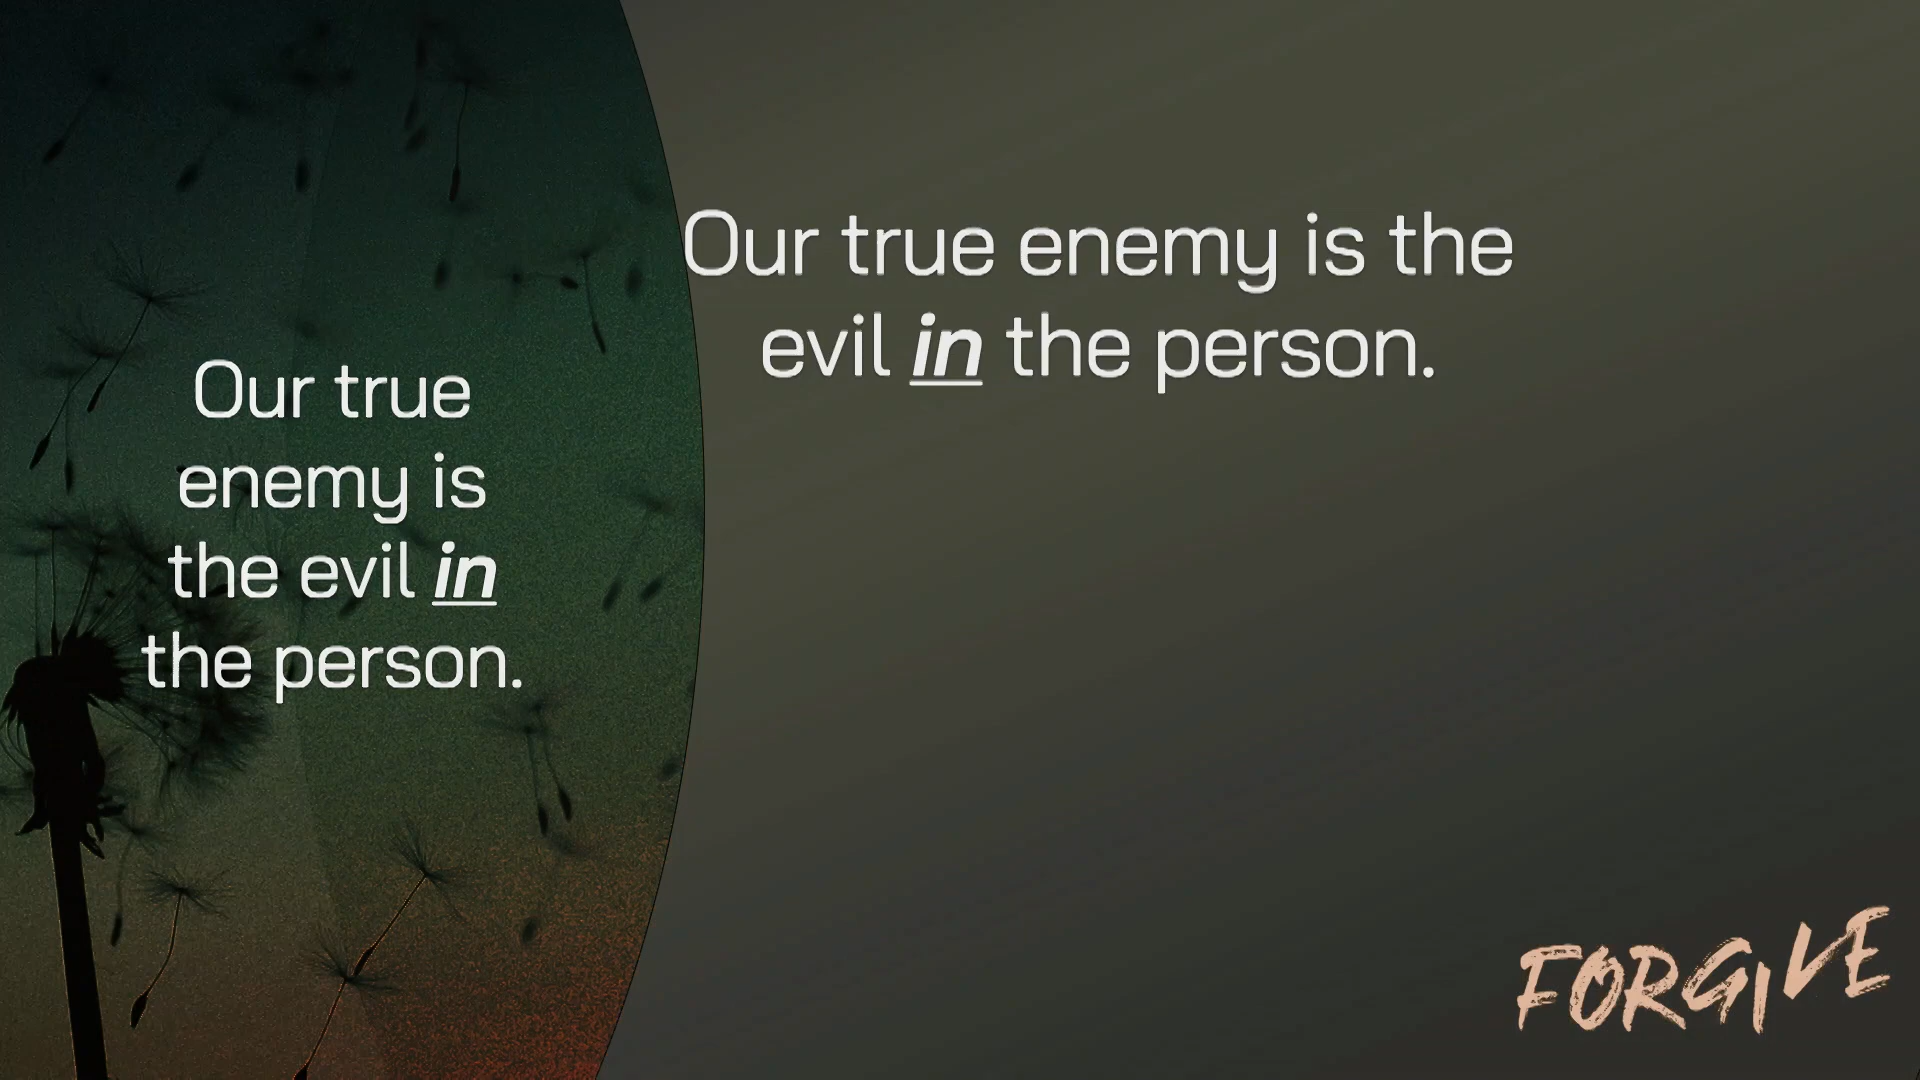 Our true
enemy is
the evil in
the person.
Our true enemy is the
evil in the person.
FORGIVE